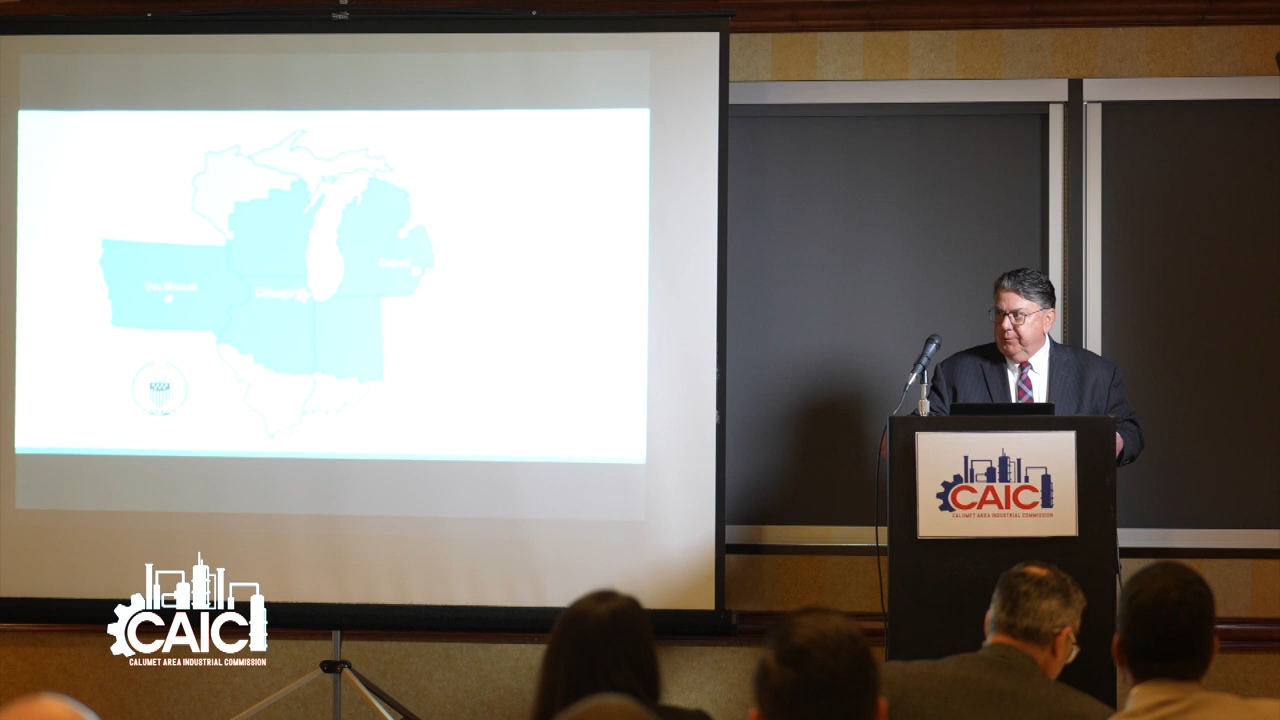 Des Moines
Chicago
Detroit
CAIC
CALUMET AREA INDUSTRIAL COMMISSION
CAIC
CALUMET AREA INDUSTRIAL COMMISSION